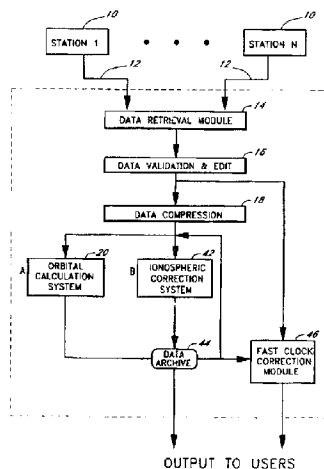 10 10
STATION 1 • • • STATION N
12 12
14
DATA RETRIEVAL MODULE
16
DATA VALIDATION & EDIT
18
DATA COMPRESSION
20 42
A ORBITAL CALCULATION SYSTEM
B IONOSPHERIC CORRECTION SYSTEM
44 46
DATA ARCHIVE
FAST CLOCK CORRECTION MODULE
OUTPUT TO USERS